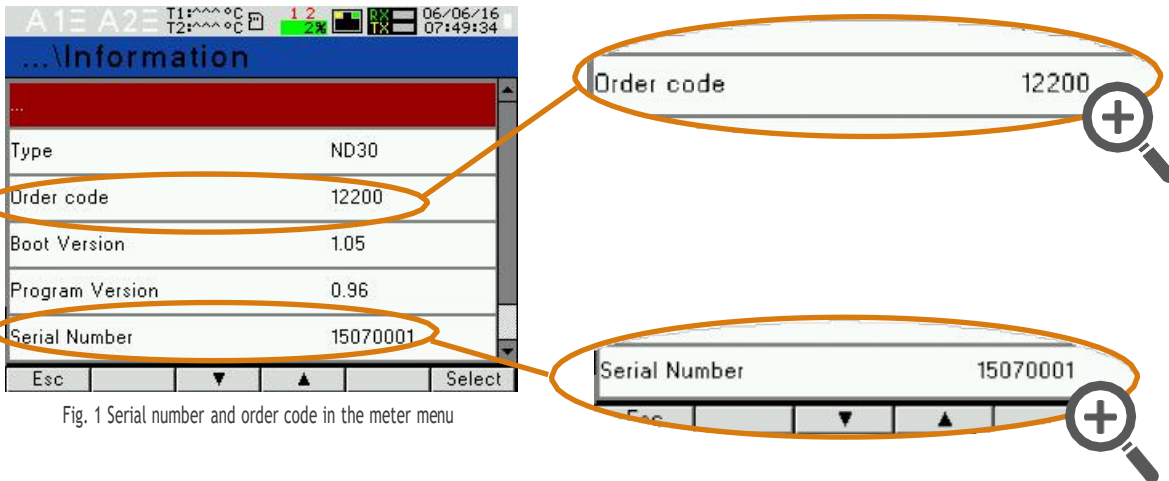 A1 A2 T1:^^^°C 1 2 RX 06/06/16
T2:^^^°C 2% TX 07:49:34
...\Information
...
Type ND30
Order code 12200
Boot Version 1.05
Program Version 0.96
Serial Number 15070001
Esc ▼ ▲ Select
Fig. 1 Serial number and order code in the meter menu
Order code 12200
Serial Number 15070001
▼ ▲